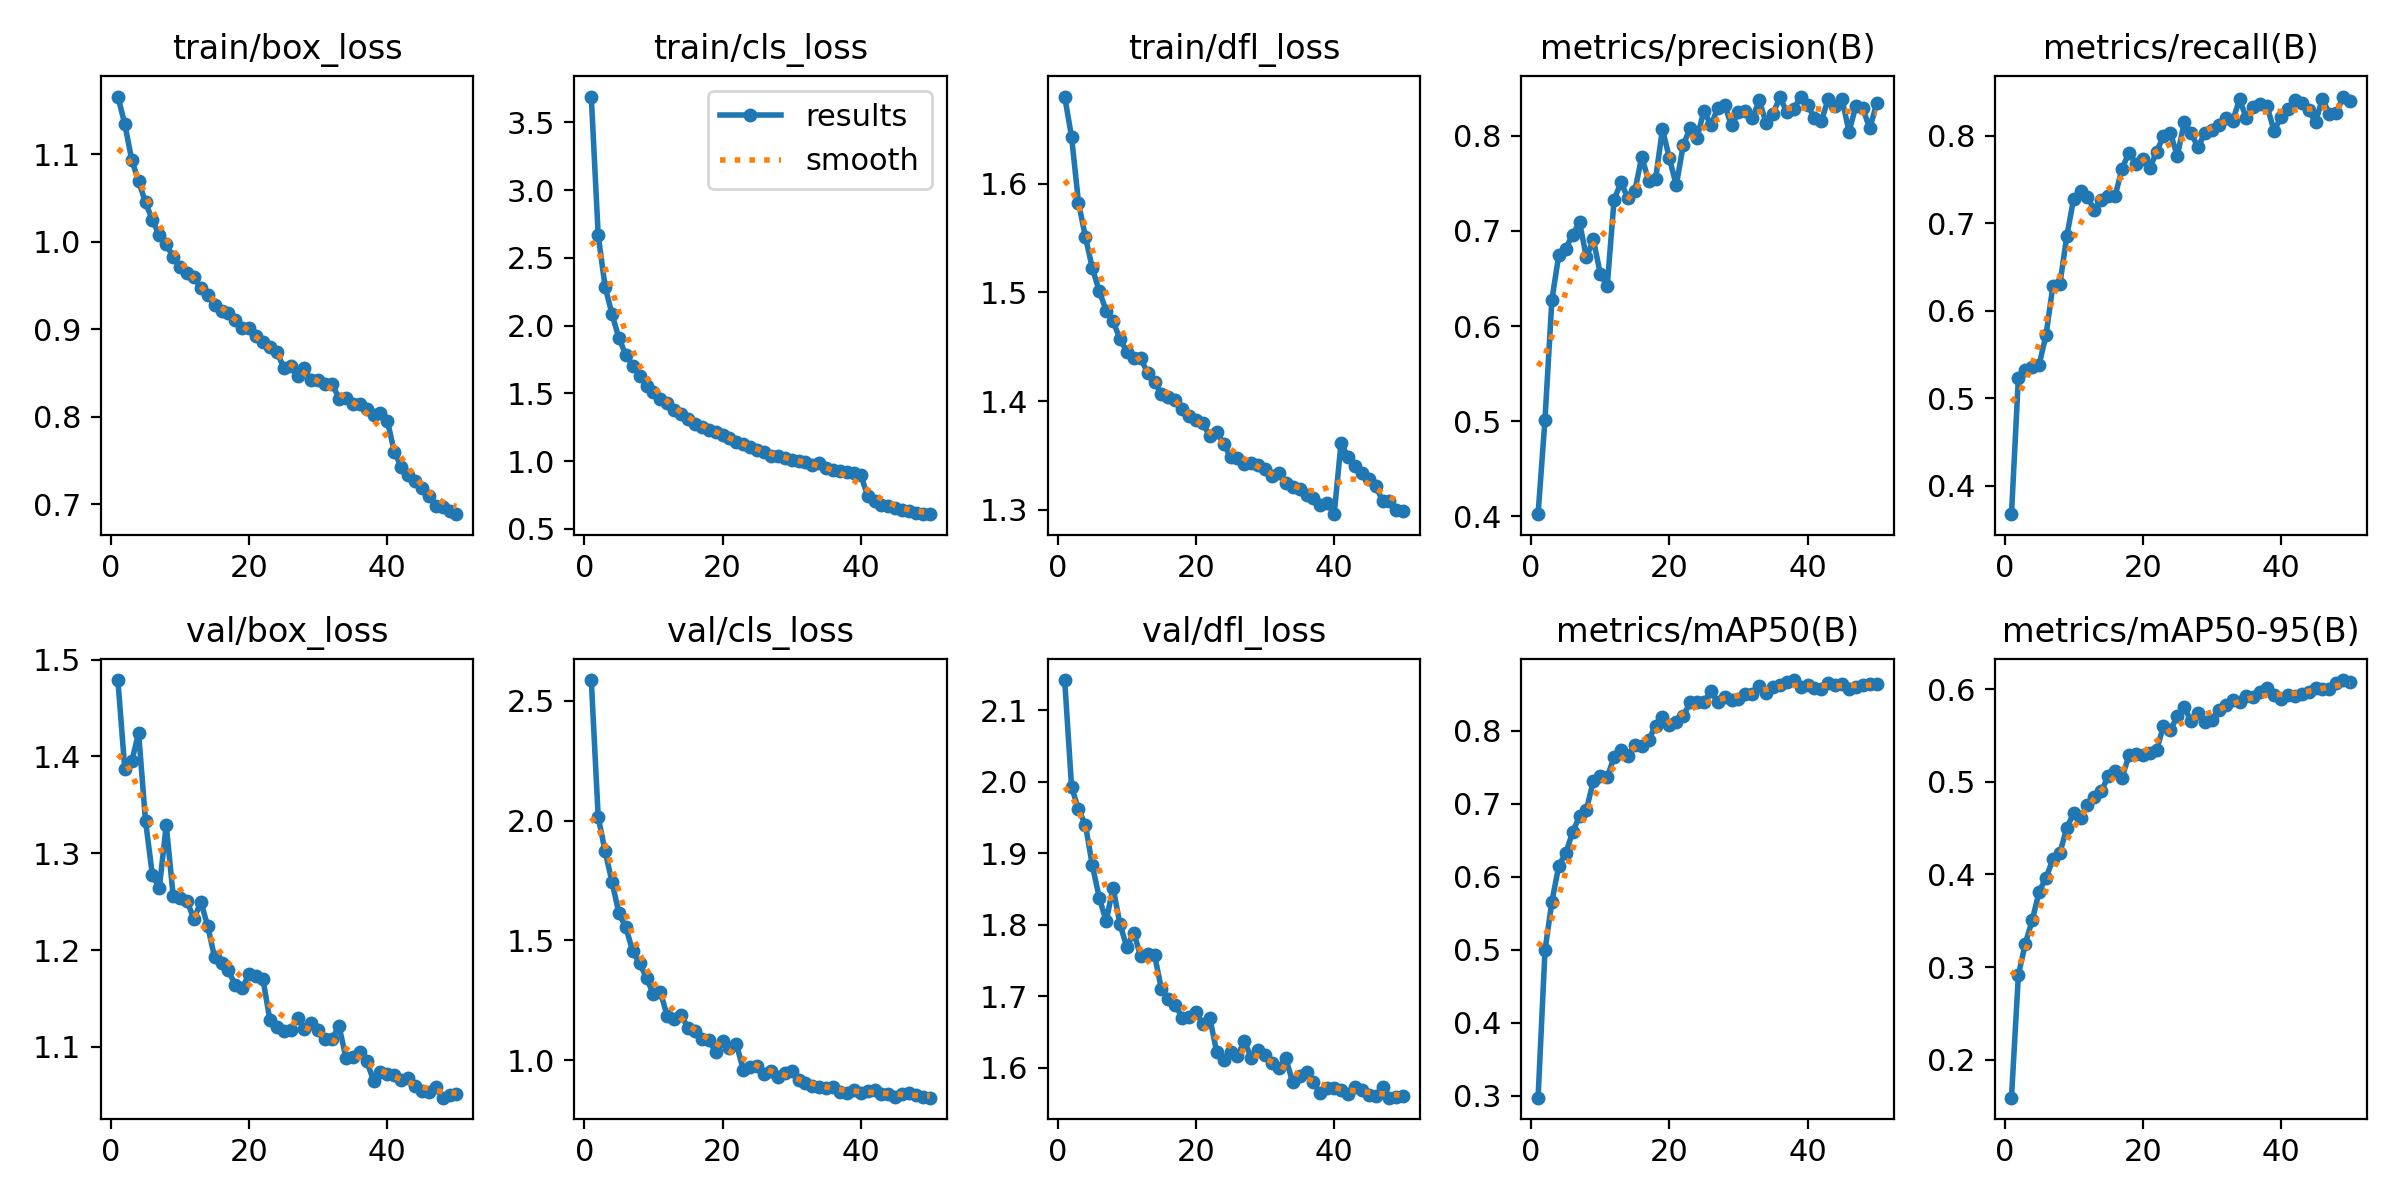 train/box_loss
1.1
1.0
0.9
0.8
0.7
0 20 40
train/cls_loss
results
smooth
3.5
3.0
2.5
2.0
1.5
1.0
0.5
0 20 40
train/dfl_loss
1.6
1.5
1.4
1.3
0 20 40
metrics/precision(B)
0.8
0.7
0.6
0.5
0.4
0 20 40
metrics/recall(B)
0.8
0.7
0.6
0.5
0.4
0 20 40
val/box_loss
1.5
1.4
1.3
1.2
1.1
0 20 40
val/cls_loss
2.5
2.0
1.5
1.0
0 20 40
val/dfl_loss
2.1
2.0
1.9
1.8
1.7
1.6
0 20 40
metrics/mAP50(B)
0.8
0.7
0.6
0.5
0.4
0.3
0 20 40
metrics/mAP50-95(B)
0.6
0.5
0.4
0.3
0.2
0 20 40